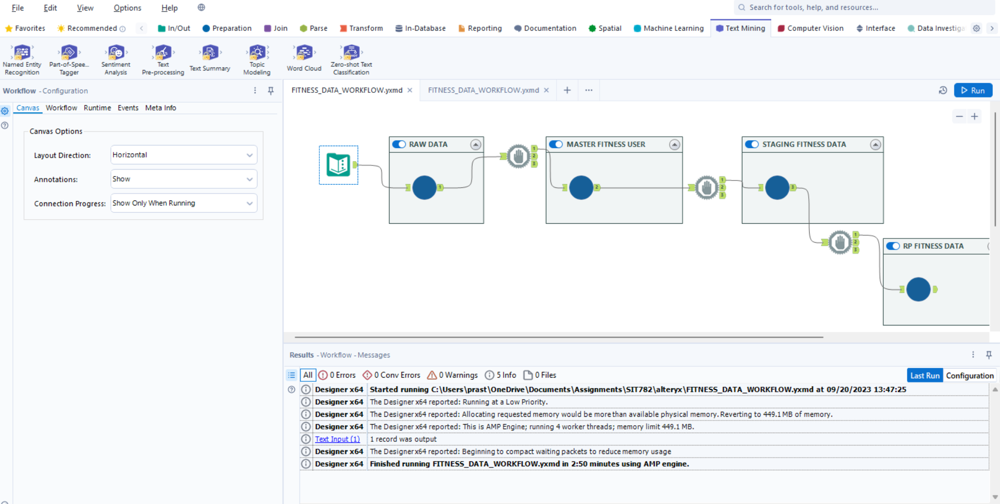 File Edit View Options Help
Search for tools, help, and resources...
Favorites Recommended In/Out Preparation Join Parse Transform In-Database Reporting Documentation Spatial Machine Learning Text Mining Computer Vision Interface Data Investiga
Named Entity Recognition
Part-of-Spee... Tagger
Sentiment Analysis
Text Pre-processing
Text Summary
Topic Modeling
Word Cloud
Zero-shot Text Classification
Workflow - Configuration
FITNESS_DATA_WORKFLOW.yxmd FITNESS_DATA_WORKFLOW.yxmd
Run
Canvas Workflow Runtime Events Meta Info
Canvas Options
Layout Direction: Horizontal
Annotations: Show
Connection Progress: Show Only When Running
RAW DATA
1
1
2
3
MASTER FITNESS USER
2
1
2
3
STAGING FITNESS DATA
3
1
2
3
RP FITNESS DATA
Results - Workflow - Messages
All 0 Errors 0 Conv Errors 0 Warnings 5 Info 0 Files
Last Run Configuration
Designer x64 Started running C:\Users\prast\OneDrive\Documents\Assignments\SIT782\alteryx\FITNESS_DATA_WORKFLOW.yxmd at 09/20/2023 13:47:25
Designer x64 The Designer x64 reported: Running at a Low Priority.
Designer x64 The Designer x64 reported: Allocating requested memory would be more than available physical memory. Reverting to 449.1 MB of memory.
Designer x64 The Designer x64 reported: This is AMP Engine; running 4 worker threads; memory limit 449.1 MB.
Text Input (1) 1 record was output
Designer x64 The Designer x64 reported: Beginning to compact waiting packets to reduce memory usage
Designer x64 Finished running FITNESS_DATA_WORKFLOW.yxmd in 2:50 minutes using AMP engine.